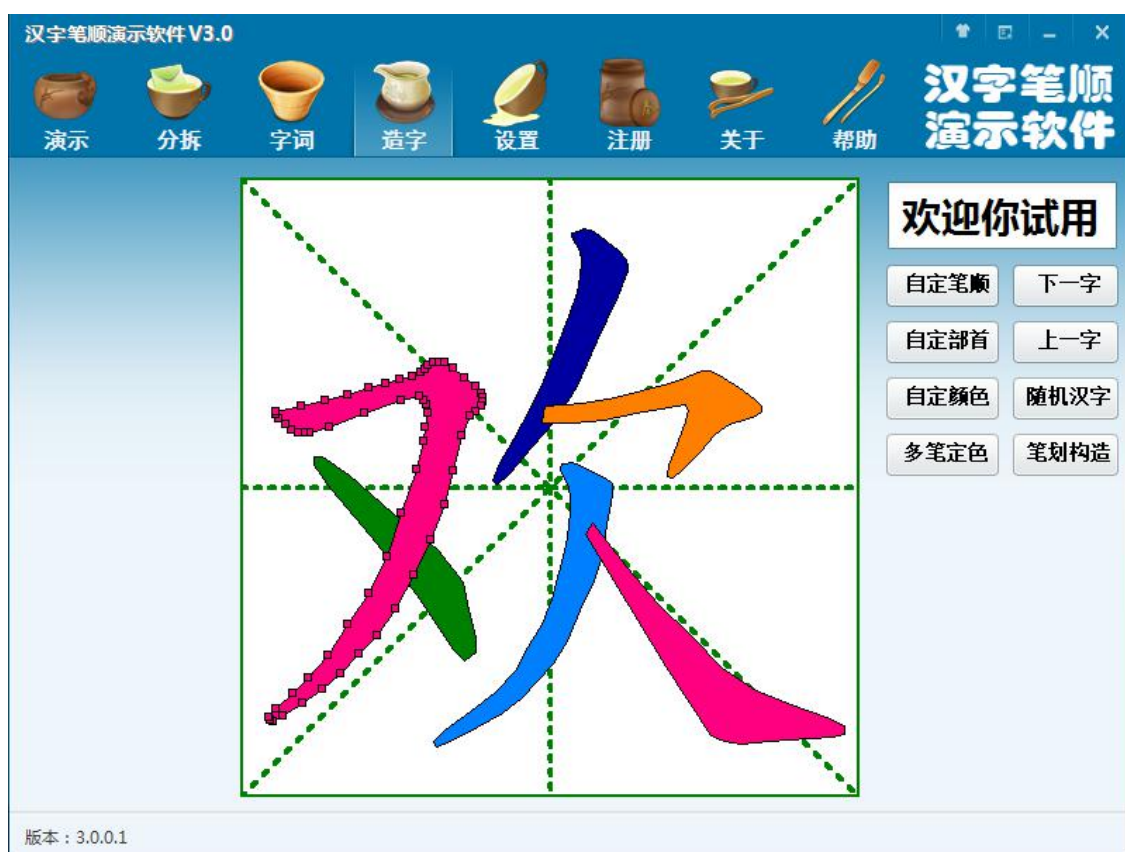 汉字笔顺演示软件V3.0
演示 分拆 字词 造字 设置 注册 关于 帮助
汉字笔顺
演示软件
欢迎你试用
自定笔顺 下一字
自定部首 上一字
自定颜色 随机汉字
多笔定色 笔划构造
欢
版本：3.0.0.1